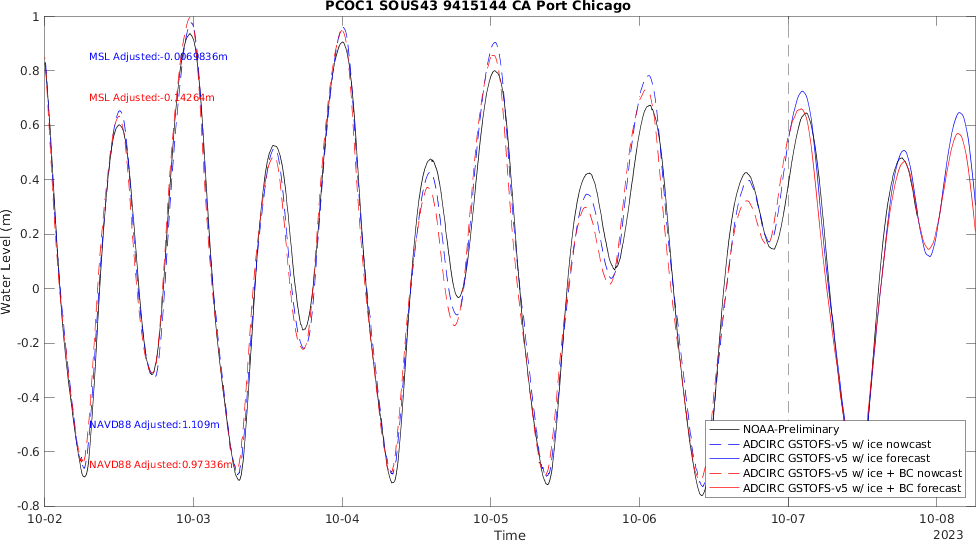 PCOC1 SOUS43 9415144 CA Port Chicago
1
0.8
0.6
0.4
0.2
0
-0.2
-0.4
-0.6
-0.8
Water Level (m)
MSL Adjusted:-0.0069836m
MSL Adjusted:-0.14264m
NAVD88 Adjusted:1.109m
NAVD88 Adjusted:0.97336m
NOAA-Preliminary
ADCIRC GSTOFS-v5 w/ ice nowcast
ADCIRC GSTOFS-v5 w/ ice forecast
ADCIRC GSTOFS-v5 w/ ice + BC nowcast
ADCIRC GSTOFS-v5 w/ ice + BC forecast
10-02 10-03 10-04 10-05 10-06 10-07 10-08
Time
2023